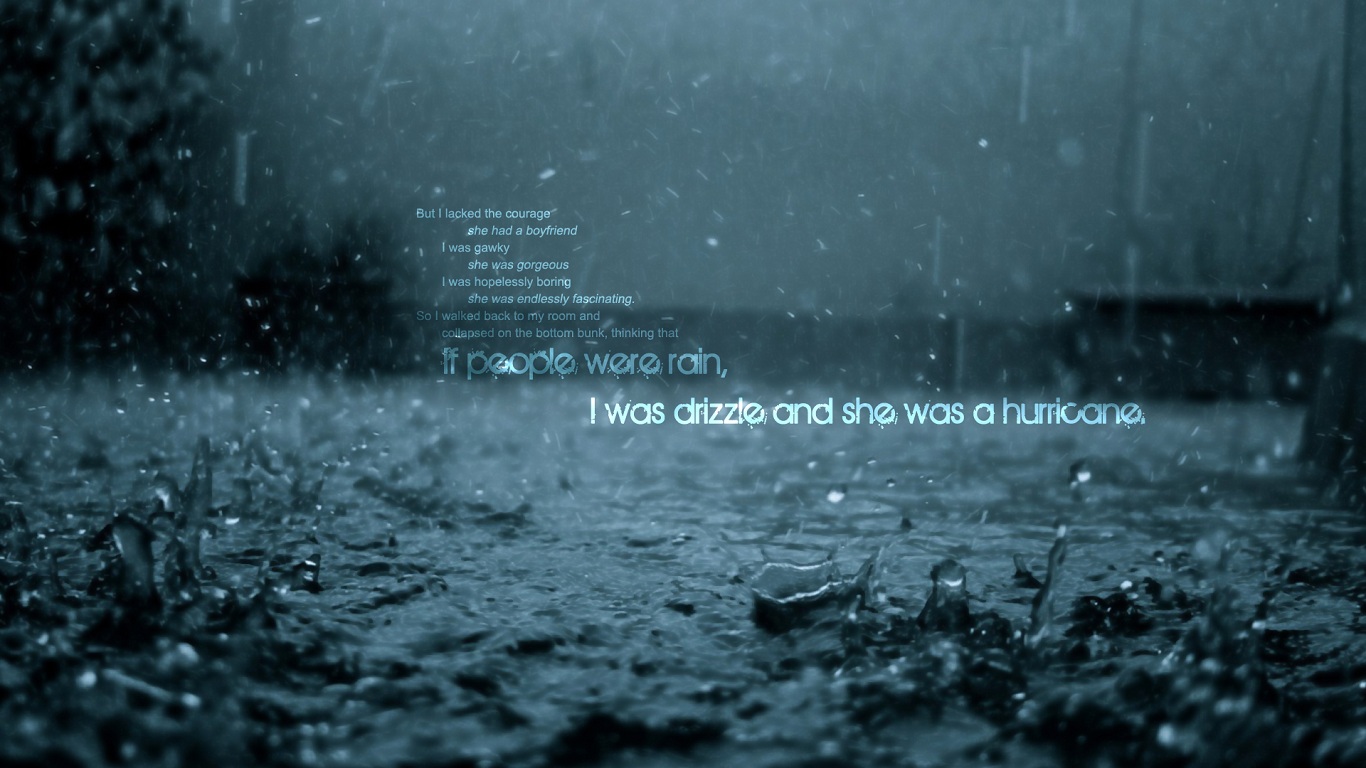 But I lacked the courage
she had a boyfriend
I was gawky
she was gorgeous
I was hopelessly boring
she was endlessly fascinating.
So I walked back to my room and
collapsed on the bottom bunk, thinking that
if people were rain,
I was drizzle and she was a hurricane.